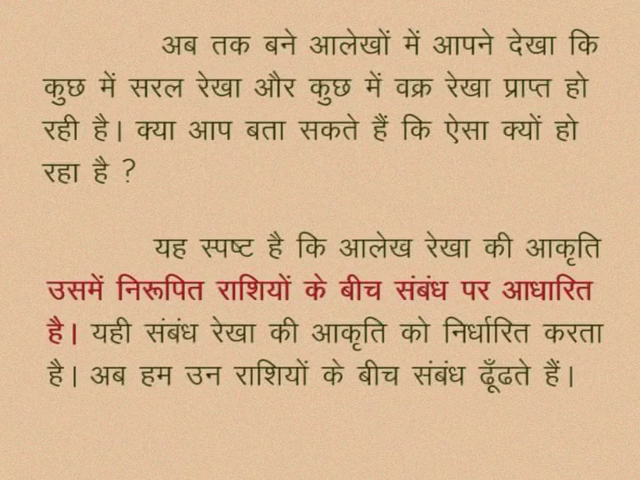 अब तक बने आलेखों में आपने देखा कि
कुछ में सरल रेखा और कुछ में वक्र रेखा प्राप्त हो
रही है। क्या आप बता सकते हैं कि ऐसा क्यों हो
रहा है ?
यह स्पष्ट है कि आलेख रेखा की आकृति
उसमें निरूपित राशियों के बीच संबंध पर आधारित
है। यही संबंध रेखा की आकृति को निर्धारित करता
है। अब हम उन राशियों के बीच संबंध ढूँढते हैं।